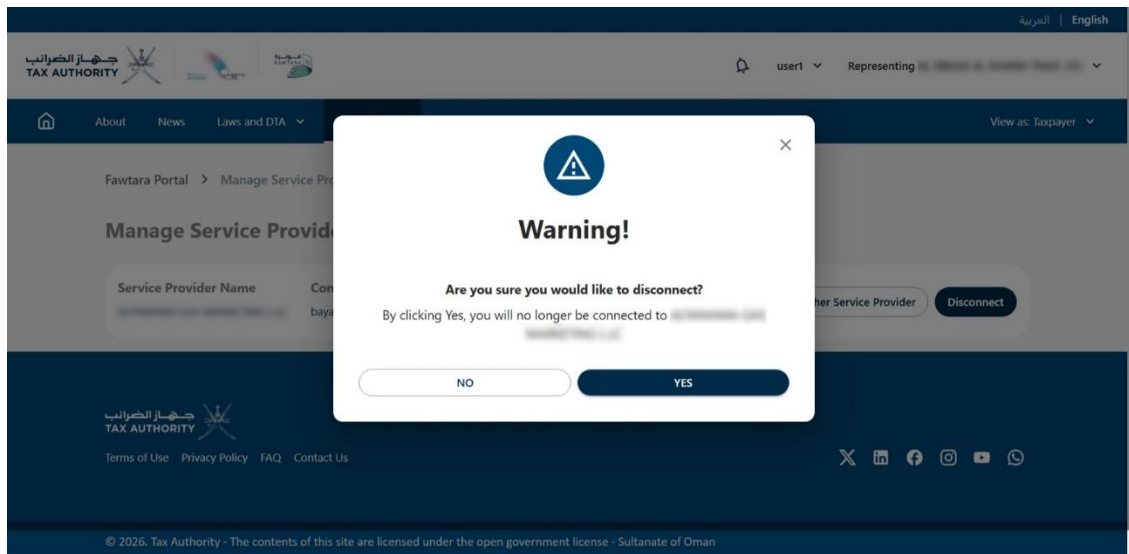 العربية | English
جهاز الضرائب
TAX AUTHORITY
user1
Representing
About News Laws and DTA
View as: Taxpayer
Fawtara Portal > Manage Service Pro
Manage Service Provide
Service Provider Name Con
baya
her Service Provider Disconnect
Warning!
Are you sure you would like to disconnect?
By clicking Yes, you will no longer be connected to
NO YES
جهاز الضرائب
TAX AUTHORITY
Terms of Use Privacy Policy FAQ Contact Us
© 2026. Tax Authority - The contents of this site are licensed under the open government license - Sultanate of Oman